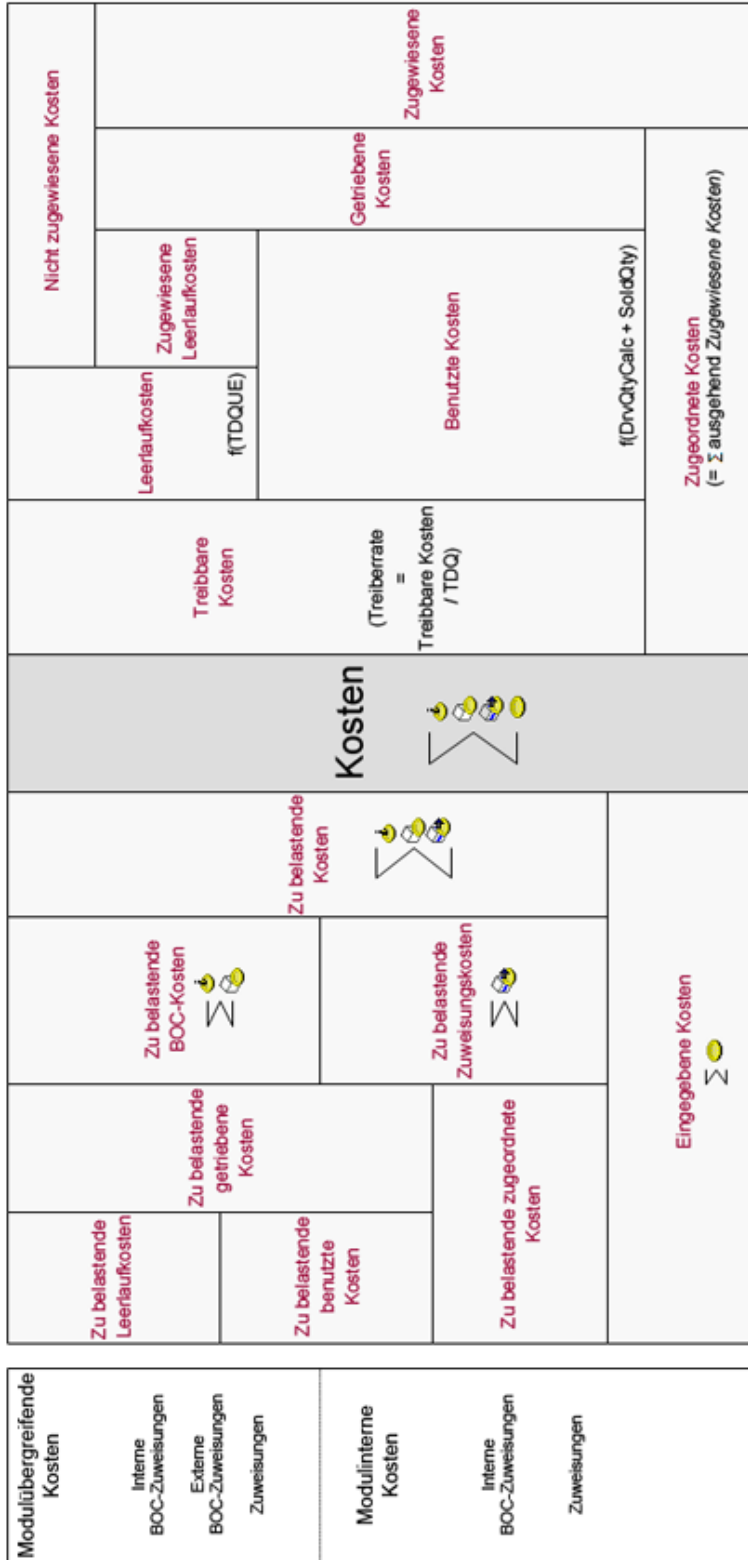 Modulübergreifende
Kosten
Interne
BOC-Zuweisungen
Externe
BOC-Zuweisungen
Zuweisungen
Modulinterne
Kosten
Interne
BOC-Zuweisungen
Zuweisungen
Zu belastende
Leerlaufkosten
Zu belastende
benutzte
Kosten
Zu belastende
getriebene
Kosten
Zu belastende zugeordnete
Kosten
Zu belastende
BOC-Kosten
Σ
Zu belastende
Zuweisungskosten
Σ
Zu belastende
Kosten
Σ
Eingegebene Kosten
Σ
Kosten
Σ
Treibbare
Kosten
(Treiberrate
=
Treibbare Kosten
/ TDQ)
Leerlaufkosten
f(TDQUE)
Benutzte Kosten
f(DrvQtyCalc + SoldQty)
Zugewiesene
Leerlaufkosten
Nicht zugewiesene Kosten
Getriebene
Kosten
Zugewiesene
Kosten
Zugeordnete Kosten
(= Σ ausgehend Zugewiesene Kosten)